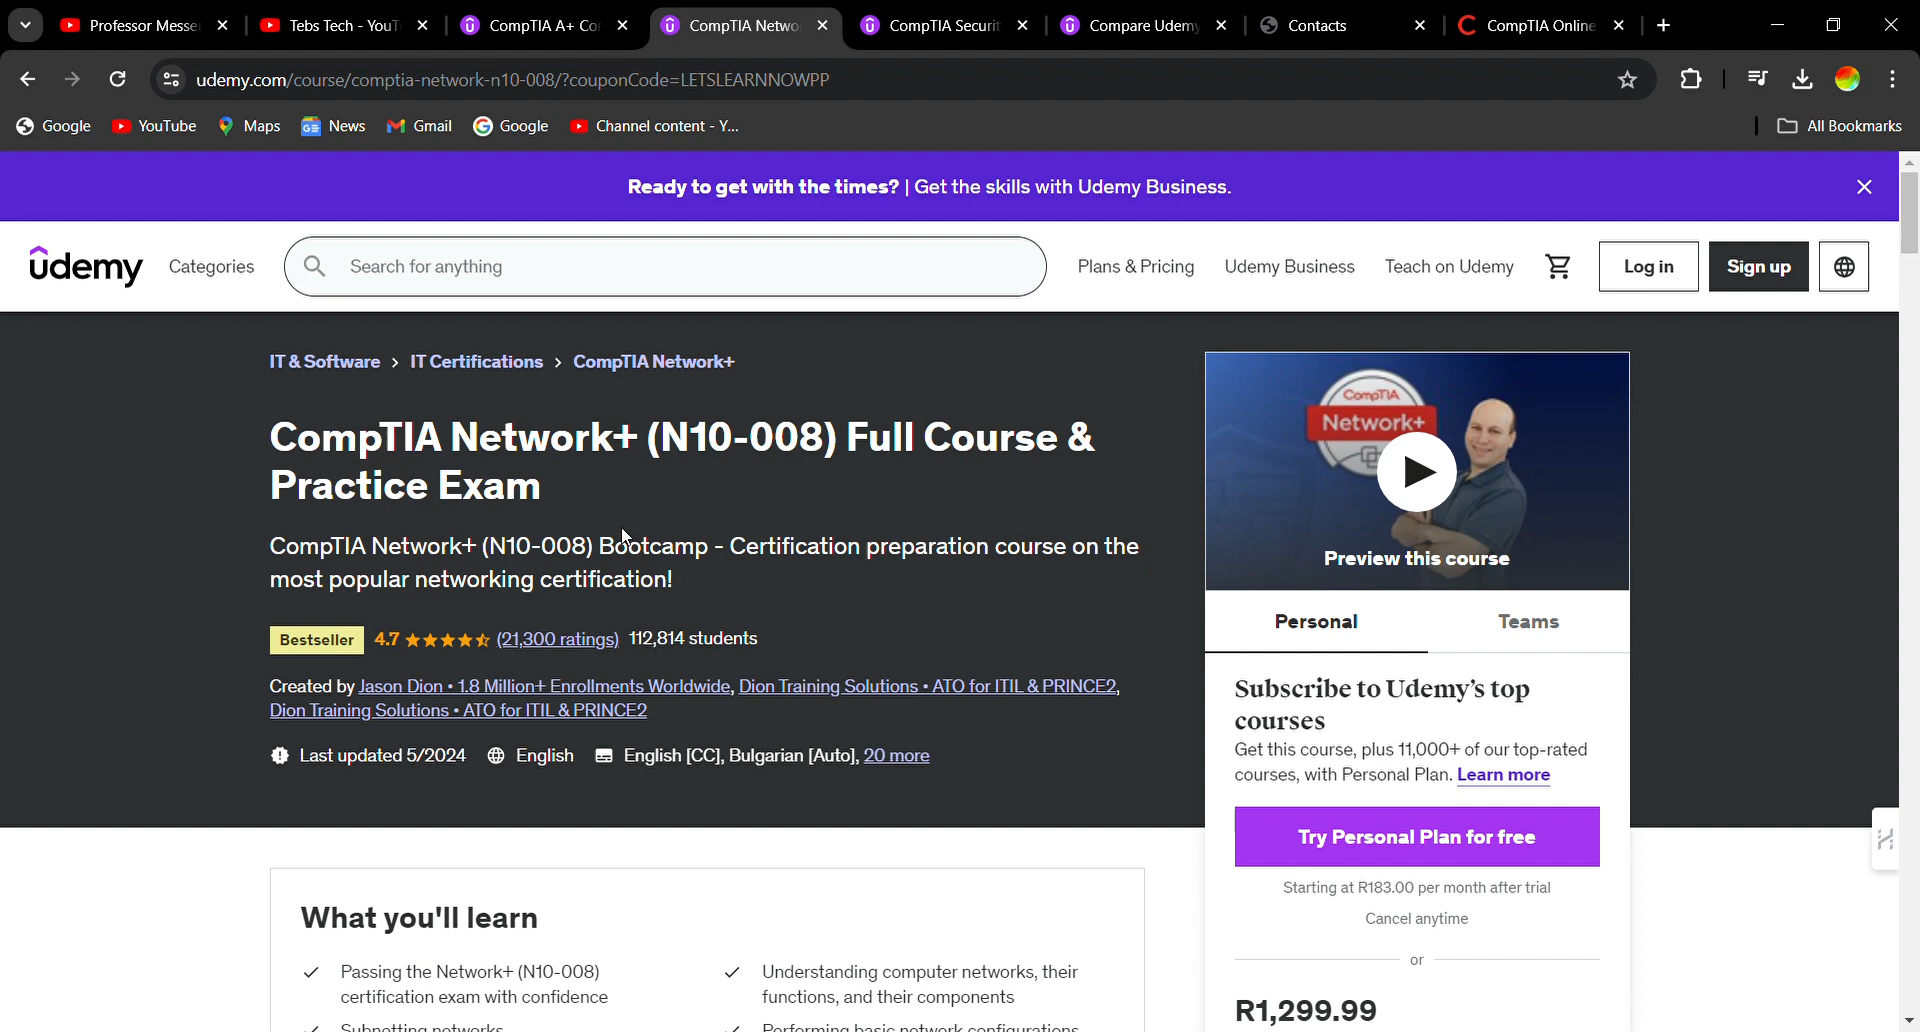 Professor Messe
Tebs Tech - YouT
CompTIA A+ Co
CompTIA Netwo
CompTIA Securit
Compare Udemy
Contacts
CompTIA Online
udemy.com/course/comptia-network-n10-008/?couponCode=LETSLEARNNOWPP
Google
YouTube
Maps
News
Gmail
Google
Channel content - Y...
All Bookmarks
Ready to get with the times? | Get the skills with Udemy Business.
udemy
Categories
Search for anything
Plans & Pricing
Udemy Business
Teach on Udemy
Log in
Sign up
IT & Software > IT Certifications > CompTIA Network+
CompTIA Network+ (N10-008) Full Course &
Practice Exam
CompTIA Network+ (N10-008) Bootcamp - Certification preparation course on the
most popular networking certification!
Bestseller 4.7 (21,300 ratings) 112,814 students
Created by Jason Dion • 1.8 Million+ Enrollments Worldwide, Dion Training Solutions • ATO for ITIL & PRINCE2,
Dion Training Solutions • ATO for ITIL & PRINCE2
Last updated 5/2024 English English [CC], Bulgarian [Auto], 20 more
CompTIA
Network+
Preview this course
Personal
Teams
Subscribe to Udemy's top
courses
Get this course, plus 11,000+ of our top-rated
courses, with Personal Plan. Learn more
Try Personal Plan for free
Starting at R183.00 per month after trial
Cancel anytime
or
R1,299.99
What you'll learn
Passing the Network+ (N10-008)
certification exam with confidence
Understanding computer networks, their
functions, and their components
Subnetting networks
Performing basic network configurations